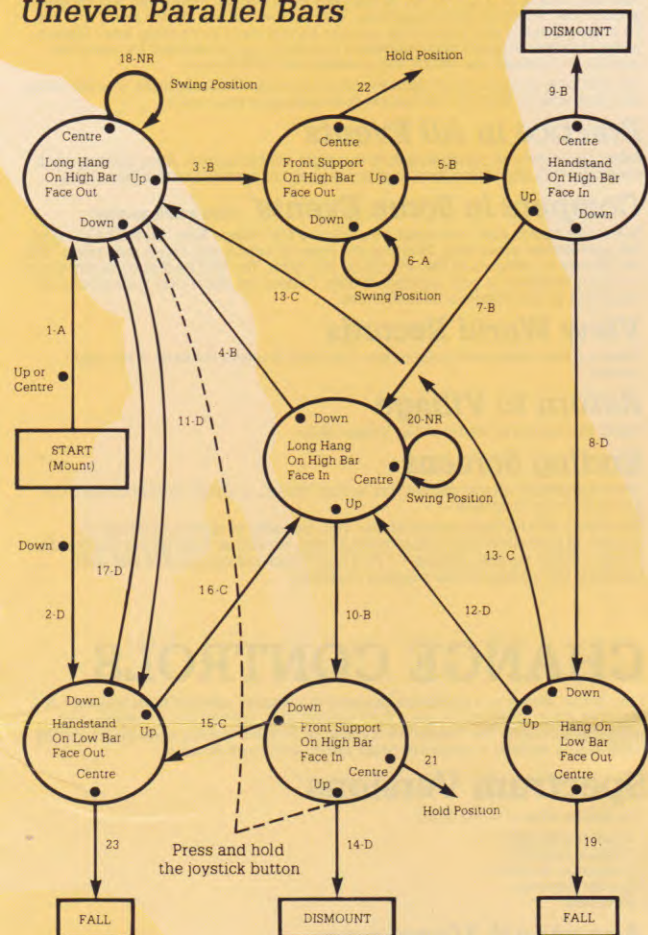 Uneven Parallel Bars
DISMOUNT
18-NR
Swing Position
22
Hold Position
9-B
Centre
Long Hang
On High Bar
Face Out
Up
Down
3-B
Centre
Front Support
On High Bar
Face Out
Up
Down
5-B
Centre
Handstand
On High Bar
Face In
Up
Down
6-A
Swing Position
13-C
7-B
1-A
4-B
Up or
Centre
11-D
Down
20-NR
Long Hang
On High Bar
Face In
Centre
Up
Swing Position
8-D
START
(Mount)
Down
17-D
16-C
13-C
12-D
2-D
10-B
Down
Up
Handstand
On Low Bar
Face Out
Centre
15-C
Down
Front Support
On High Bar
Face In
Centre
Up
21
Hold Position
Down
Up
Hang On
Low Bar
Face Out
Centre
23
Press and hold
the joystick button
14-D
19.
FALL
DISMOUNT
FALL